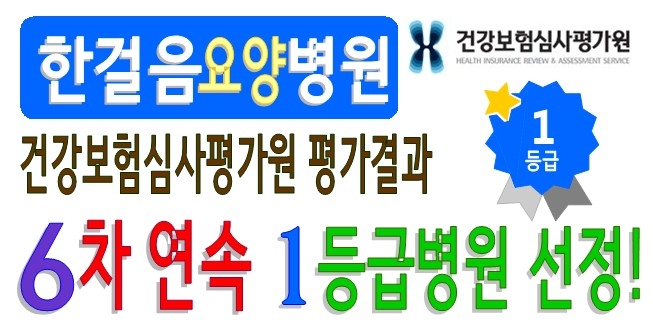 한걸음요양병원
건강보험심사평가원
HEALTH INSURANCE REVIEW & ASSESSMENT SERVICE
1
등급
건강보험심사평가원 평가결과
6차 연속 1등급병원 선정!